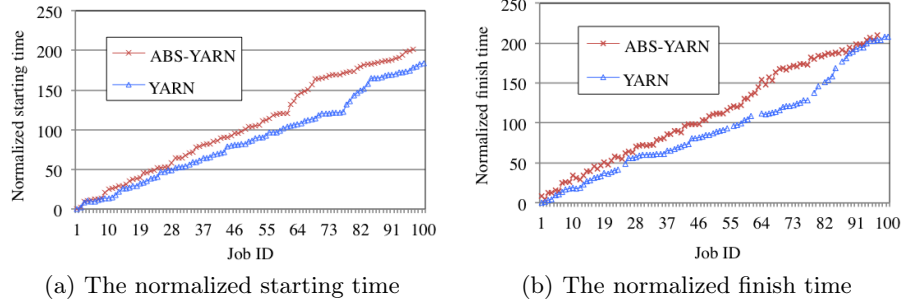 250
200
150
100
50
0
Normalized starting time
ABS-YARN
YARN
1 10 19 28 37 46 55 64 73 82 91 100
Job ID
(a) The normalized starting time
250
200
150
100
50
0
Normalized finish time
ABS-YARN
YARN
1 10 19 28 37 46 55 64 73 82 91 100
Job ID
(b) The normalized finish time